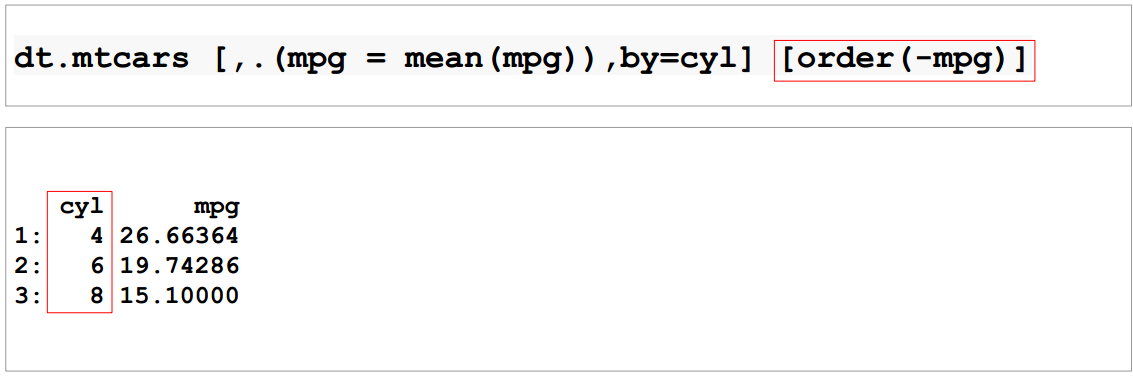 dt.mtcars [,.(mpg = mean(mpg)),by=cyl] [order(-mpg)]
cyl mpg
1: 4 26.66364
2: 6 19.74286
3: 8 15.10000